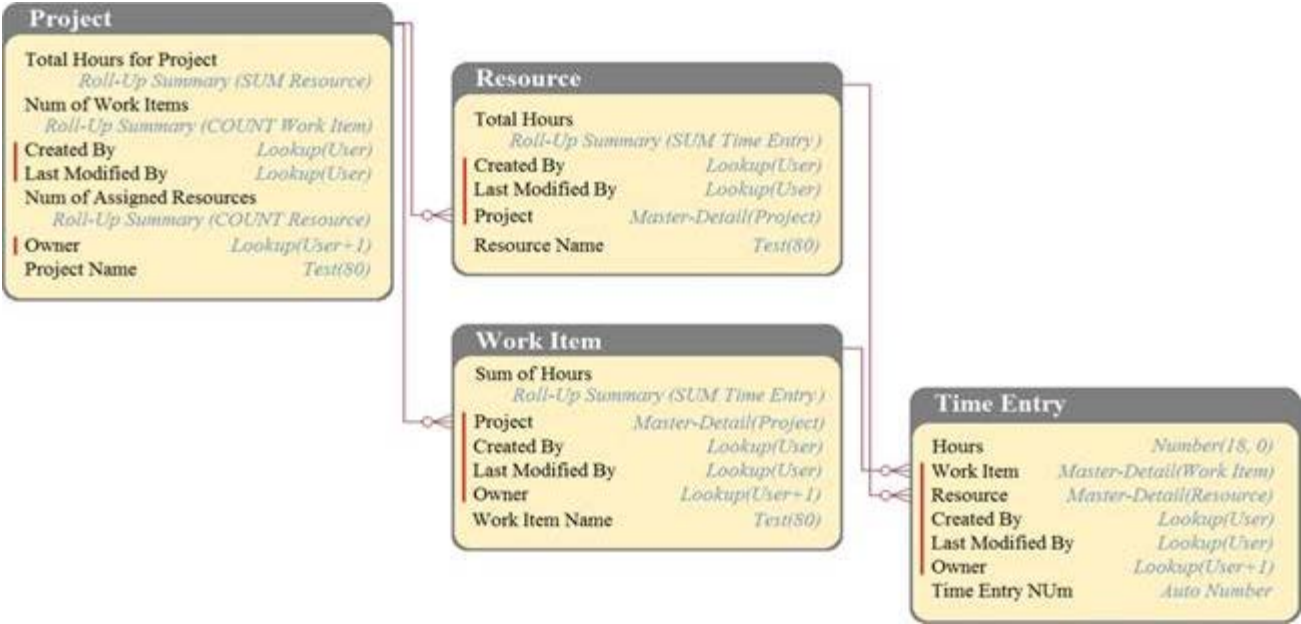 Project
Total Hours for Project
Roll-Up Summary (SUM Resource)
Num of Work Items
Roll-Up Summary (COUNT Work Item)
Created By Lookup(User)
Last Modified By Lookup(User)
Num of Assigned Resources
Roll-Up Summary (COUNT Resource)
Owner Lookup(User+1)
Project Name Test(80)
Resource
Total Hours
Roll-Up Summary (SUM Time Entry)
Created By Lookup(User)
Last Modified By Lookup(User)
Project Master-Detail(Project)
Resource Name Test(80)
Work Item
Sum of Hours
Roll-Up Summary (SUM Time Entry)
Project Master-Detail(Project)
Created By Lookup(User)
Last Modified By Lookup(User)
Owner Lookup(User+1)
Work Item Name Test(80)
Time Entry
Hours Number(18, 0)
Work Item Master-Detail(Work Item)
Resource Master-Detail(Resource)
Created By Lookup(User)
Last Modified By Lookup(User)
Owner Lookup(User+1)
Time Entry NUm Auto Number